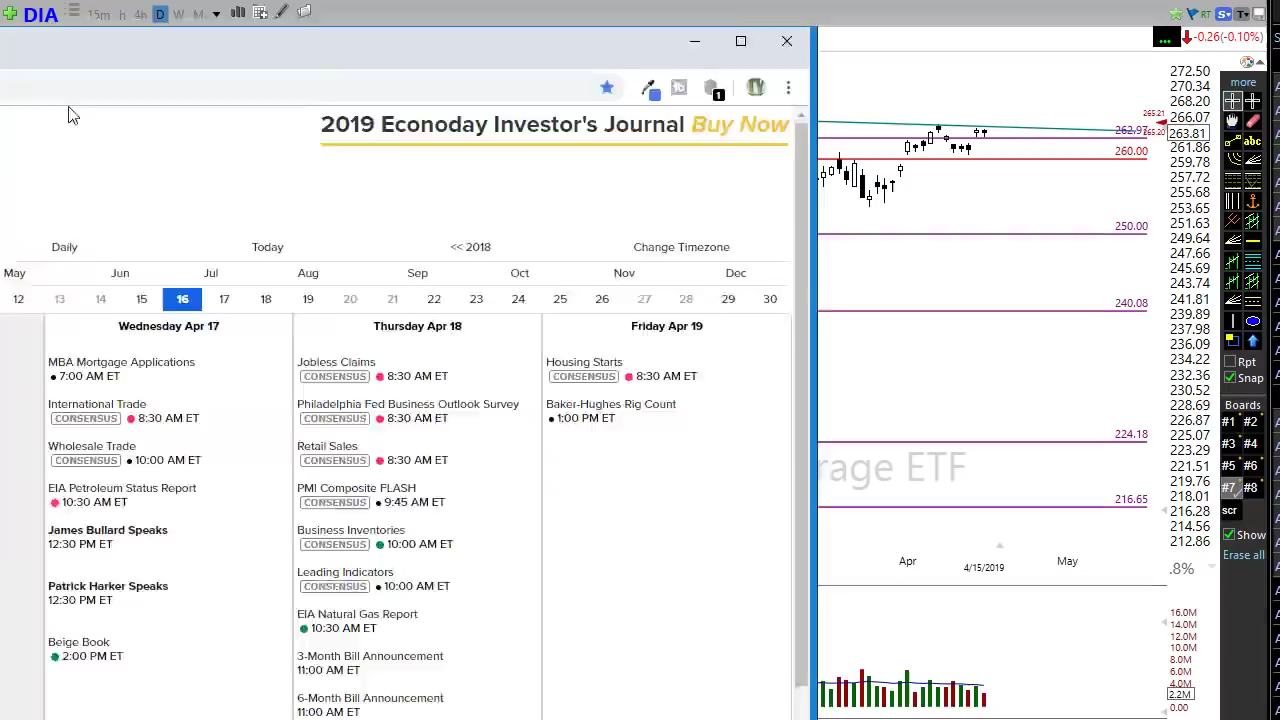 DIA
15m
4h
D
W
M
RT
S
T
... -0.26(-0.10%)
1
2019 Econoday Investor's Journal Buy Now
Daily
Today
<< 2018
Change Timezone
May Jun Jul Aug Sep Oct Nov Dec
12 13 14 15 16 17 18 19 20 21 22 23 24 25 26 27 28 29 30
Wednesday Apr 17
MBA Mortgage Applications
7:00 AM ET
International Trade
CONSENSUS 8:30 AM ET
Wholesale Trade
CONSENSUS 10:00 AM ET
EIA Petroleum Status Report
10:30 AM ET
James Bullard Speaks
12:30 PM ET
Patrick Harker Speaks
12:30 PM ET
Beige Book
2:00 PM ET
Thursday Apr 18
Jobless Claims
CONSENSUS 8:30 AM ET
Philadelphia Fed Business Outlook Survey
CONSENSUS 8:30 AM ET
Retail Sales
CONSENSUS 8:30 AM ET
PMI Composite FLASH
CONSENSUS 9:45 AM ET
Business Inventories
CONSENSUS 10:00 AM ET
Leading Indicators
CONSENSUS 10:00 AM ET
EIA Natural Gas Report
10:30 AM ET
3-Month Bill Announcement
11:00 AM ET
6-Month Bill Announcement
11:00 AM ET
Friday Apr 19
Housing Starts
CONSENSUS 8:30 AM ET
Baker-Hughes Rig Count
1:00 PM ET
265.21
262.97
265.20
260.00
250.00
240.08
224.18
216.65
rage ETF
Apr
4/15/2019
May
.8%
272.50
270.34
268.20
266.07
263.81
261.86
259.78
257.72
255.68
253.65
251.63
249.64
247.66
245.69
243.74
241.81
239.89
237.98
236.09
234.22
232.36
230.52
228.69
226.87
225.07
223.29
221.51
219.76
218.01
216.28
214.56
212.86
16.0M
14.0M
12.0M
10.0M
8.0M
6.0M
4.0M
2.2M
0.00
more
abc
Rpt
Snap
Boards
#1 #2
#3 #4
#5 #6
#7 #8
scr
Show
Erase all